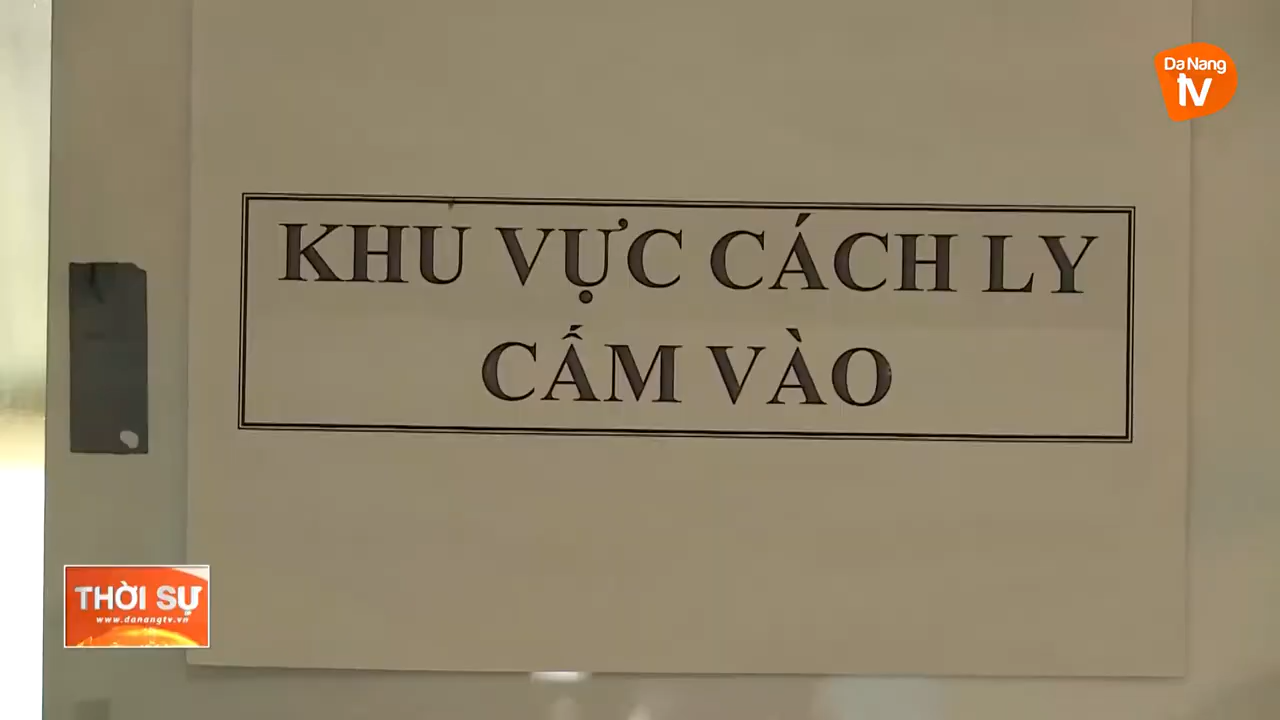 Da Nang
tv
KHU VỰC CÁCH LY
CẤM VÀO
THỜI SỰ
www.danangtv.vn